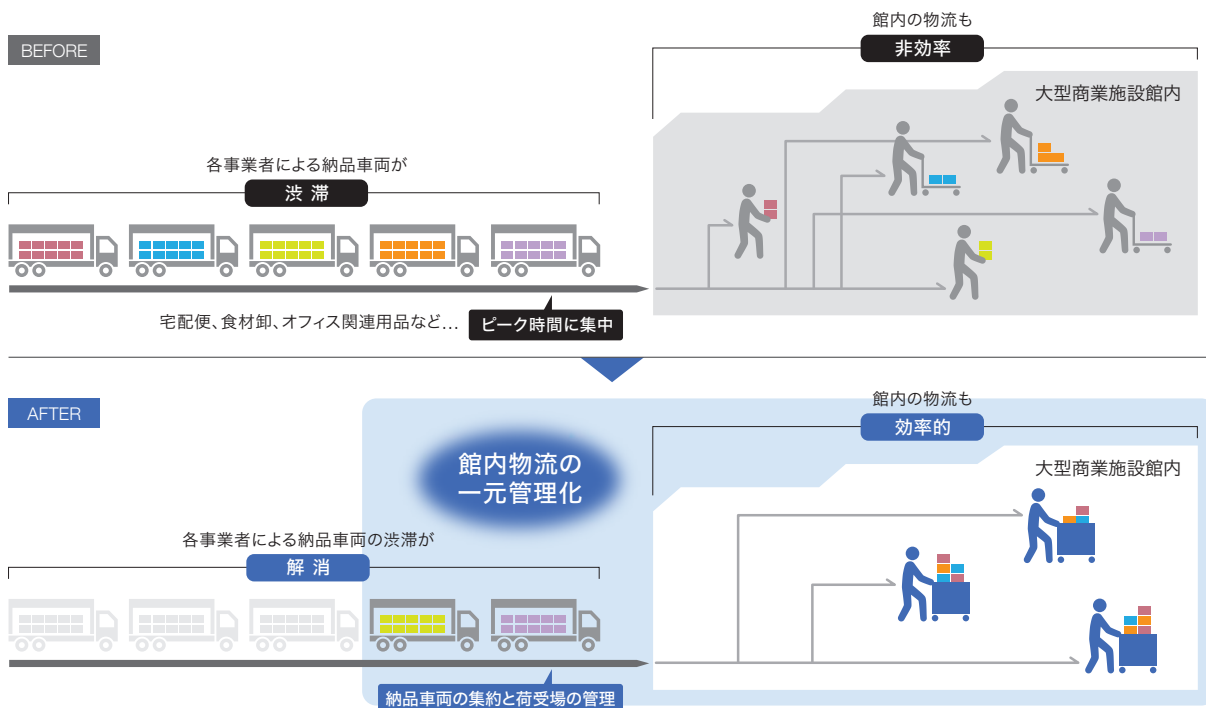 BEFORE
館内の物流も
非効率
大型商業施設館内
各事業者による納品車両が
渋滞
宅配便、食材卸、オフィス関連用品など…
ピーク時間に集中
AFTER
館内の物流も
効率的
館内物流の
一元管理化
大型商業施設館内
各事業者による納品車両の渋滞が
解消
納品車両の集約と荷受場の管理